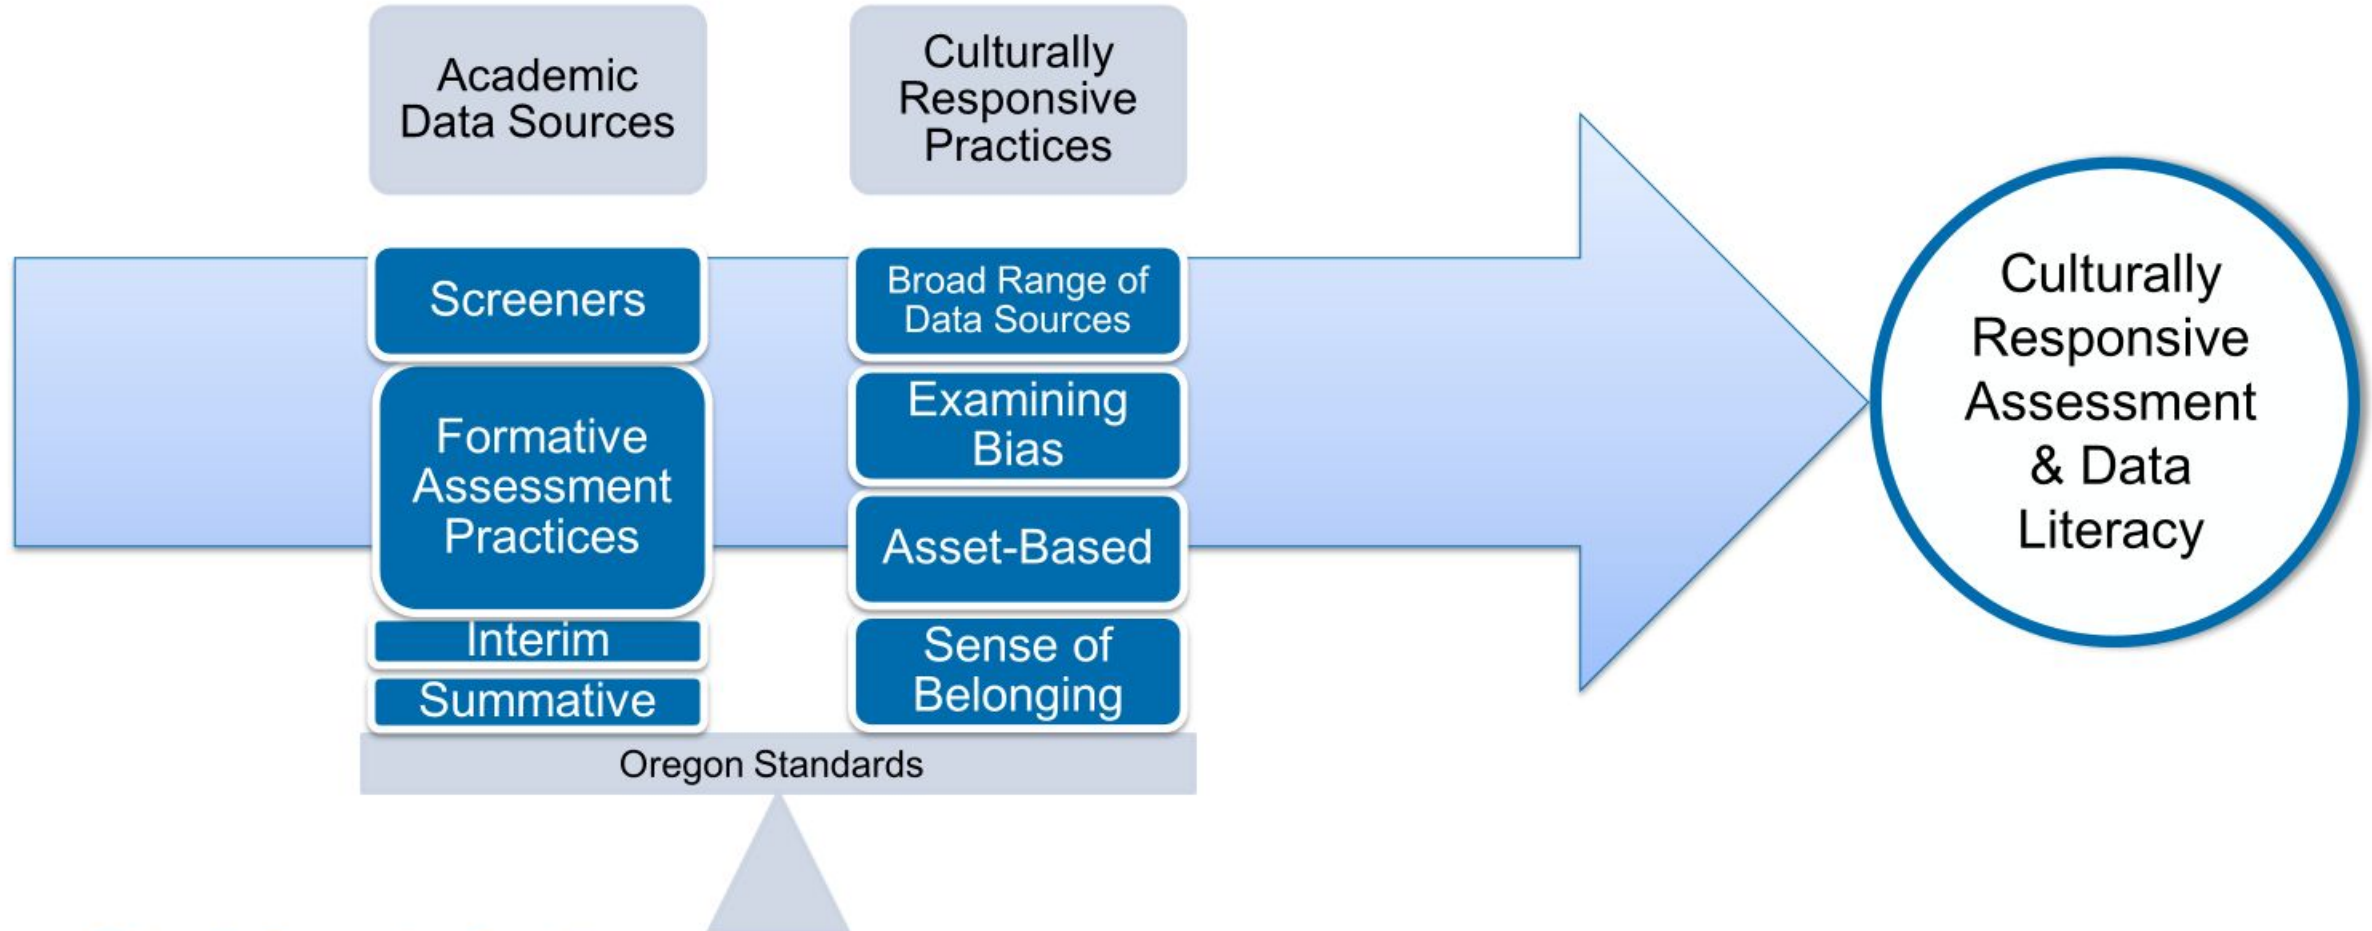 Academic
Data Sources
Culturally
Responsive
Practices
Screeners
Formative
Assessment
Practices
Interim
Summative
Broad Range of
Data Sources
Examining
Bias
Asset-Based
Sense of
Belonging
Oregon Standards
Culturally
Responsive
Assessment
& Data
Literacy